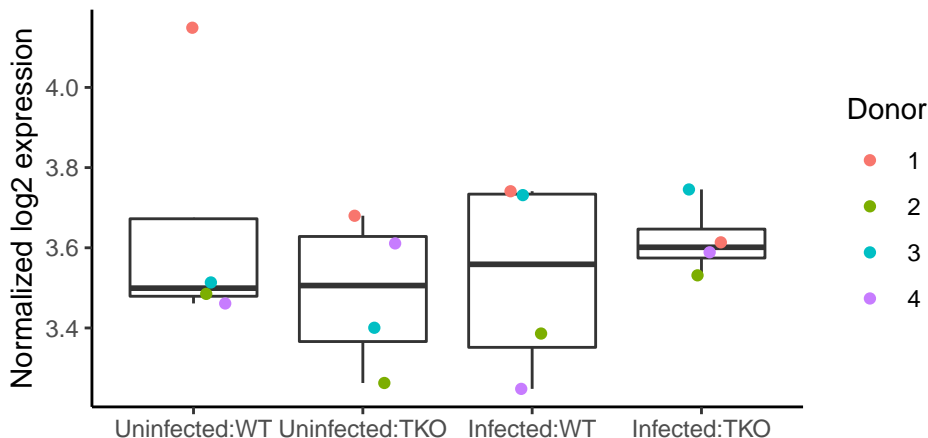 Normalized log2 expression
4.0
3.8
3.6
3.4
Uninfected:WT Uninfected:TKO Infected:WT Infected:TKO
Donor
1
2
3
4